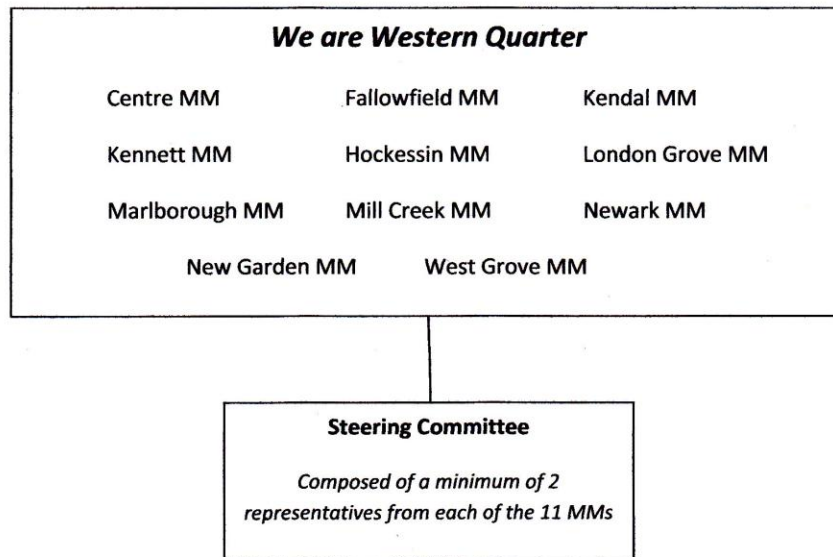 We are Western Quarter
Centre MM Fallowfield MM Kendal MM
Kennett MM Hockessin MM London Grove MM
Marlborough MM Mill Creek MM Newark MM
New Garden MM West Grove MM
Steering Committee
Composed of a minimum of 2
representatives from each of the 11 MMs